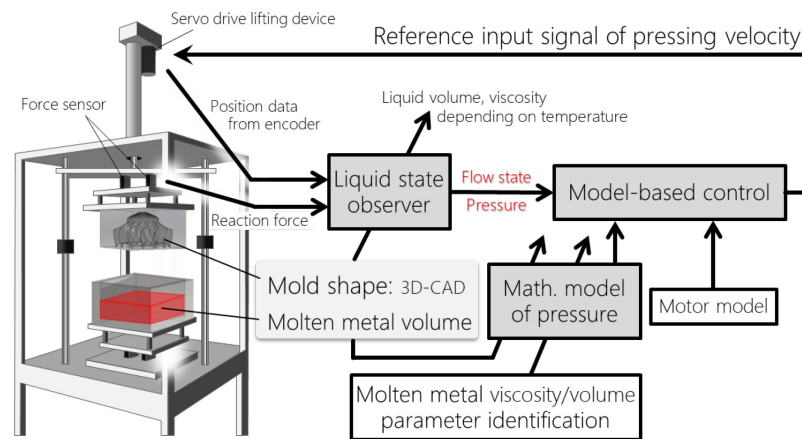 Servo drive lifting device
Reference input signal of pressing velocity
Force sensor
Position data
from encoder
Liquid volume, viscosity
depending on temperature
Liquid state
observer
Flow state
Pressure
Model-based control
Reaction force
Mold shape: 3D-CAD
Molten metal volume
Math. model
of pressure
Motor model
Molten metal viscosity/volume
parameter identification